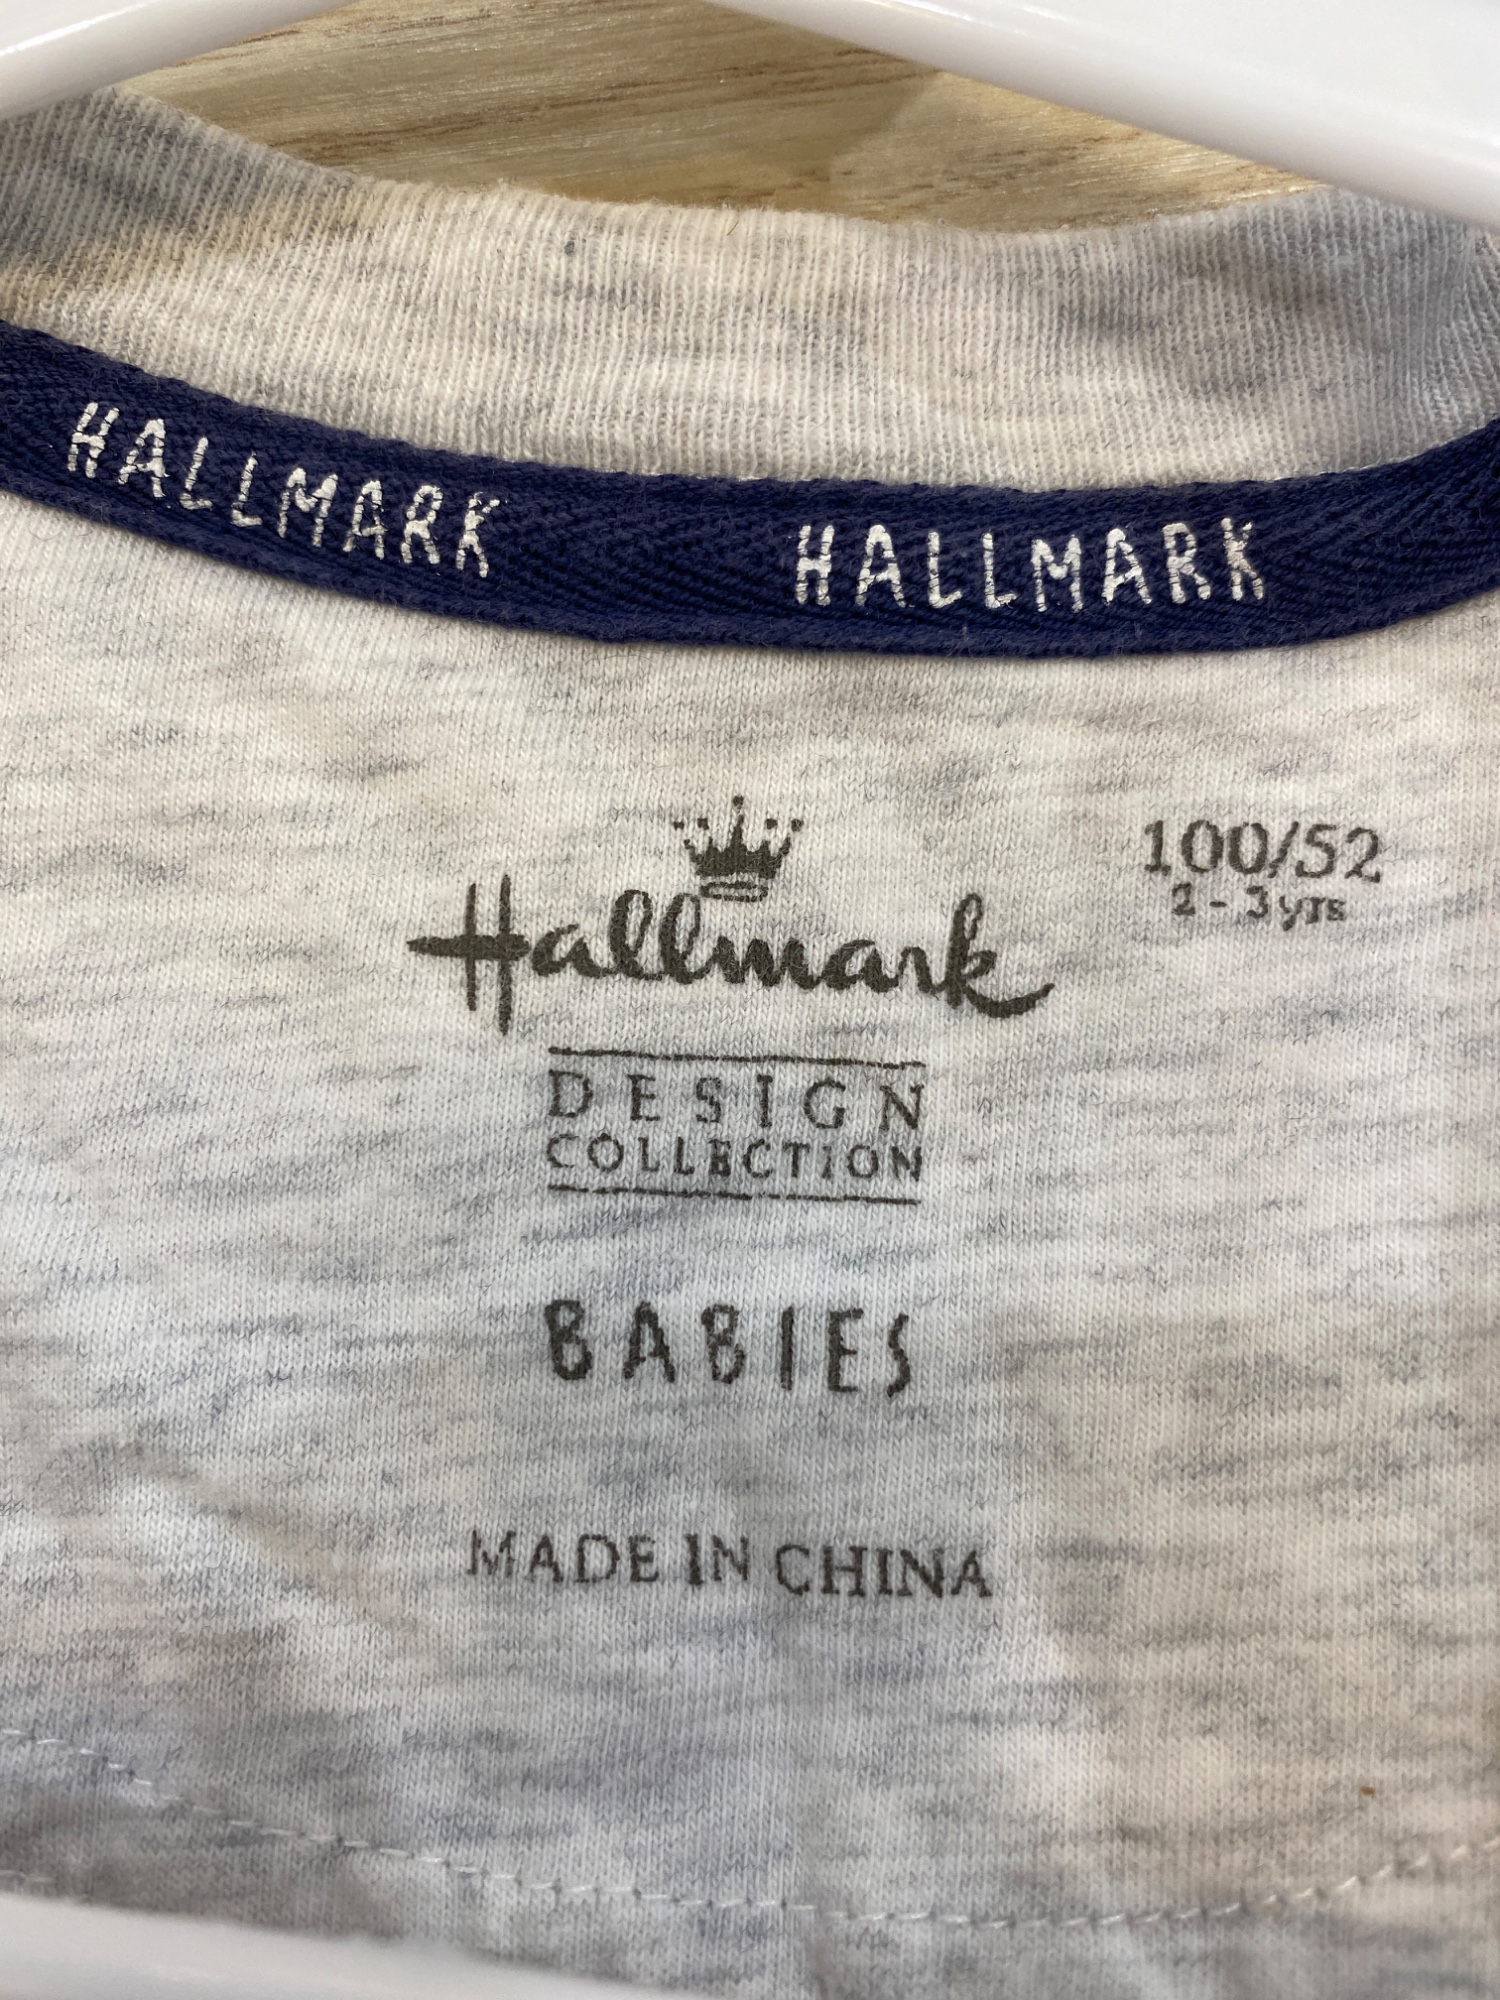 HALLMARK HALLMARK
Hallmark
100/52
2 - 3 yrs
DESIGN
COLLECTION
BABIES
MADE IN CHINA